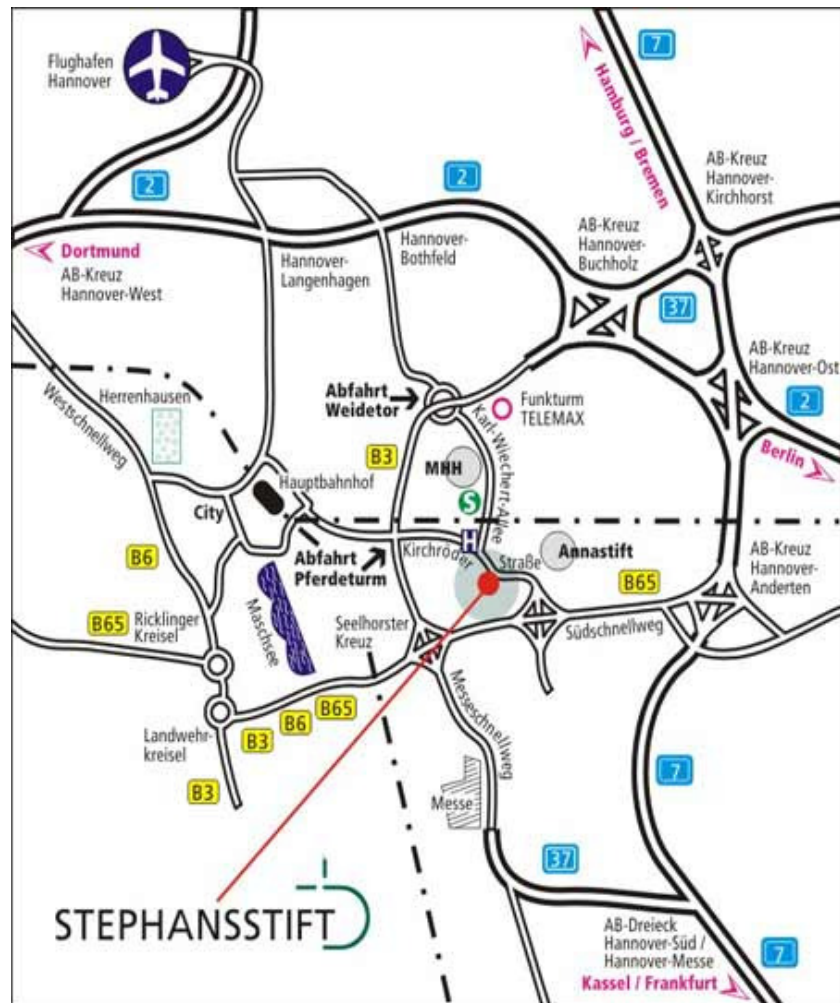 7
Flughafen
Hannover
Hamburg / Bremen
AB-Kreuz
Hannover-
Kirchhorst
2
2
Dortmund
AB-Kreuz
Hannover-West
Hannover-
Langenhagen
Hannover-
Bothfeld
AB-Kreuz
Hannover-
Buchholz
37
AB-Kreuz
Hannover-Ost
2
Berlin
Westschnellweg
Herrenhausen
Abfahrt
Weidetor
Funkturm
TELEMAX
Karl-Wiechert-Allee
B3
MHH
S
Hauptbahnhof
City
H
Abfahrt
Pferdeturm
Kirchröder
Straße
Annastift
AB-Kreuz
Hannover-
Anderten
B6
B65
B65
Ricklinger
Kreisel
Maschsee
Seelhorster
Kreuz
Südschnellweg
Landwehr-
kreisel
B3
B6
B65
B3
Messeschnellweg
Messe
7
37
STEPHANSSTIFT
AB-Dreieck
Hannover-Süd /
Hannover-Messe
7
Kassel / Frankfurt